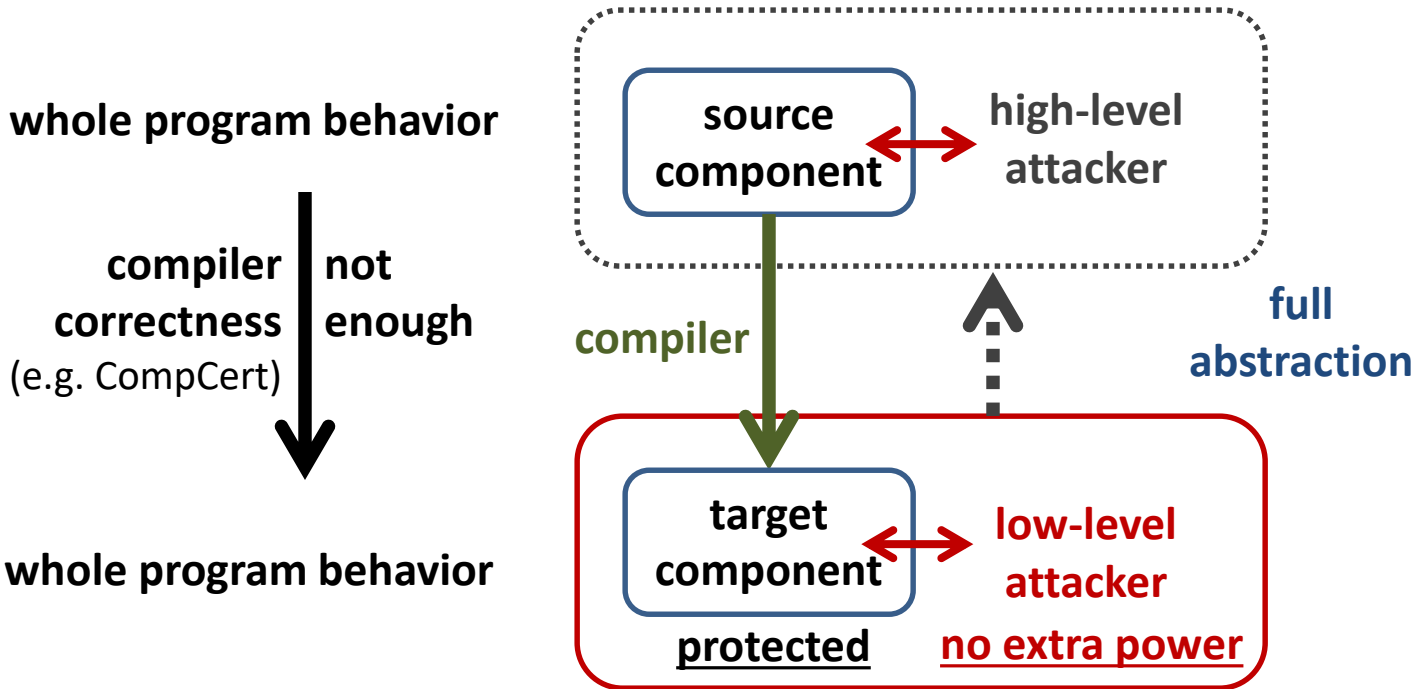 whole program behavior
compiler
correctness
(e.g. CompCert)
not
enough
whole program behavior
source
component
high-level
attacker
compiler
full
abstraction
target
component
protected
low-level
attacker
no extra power